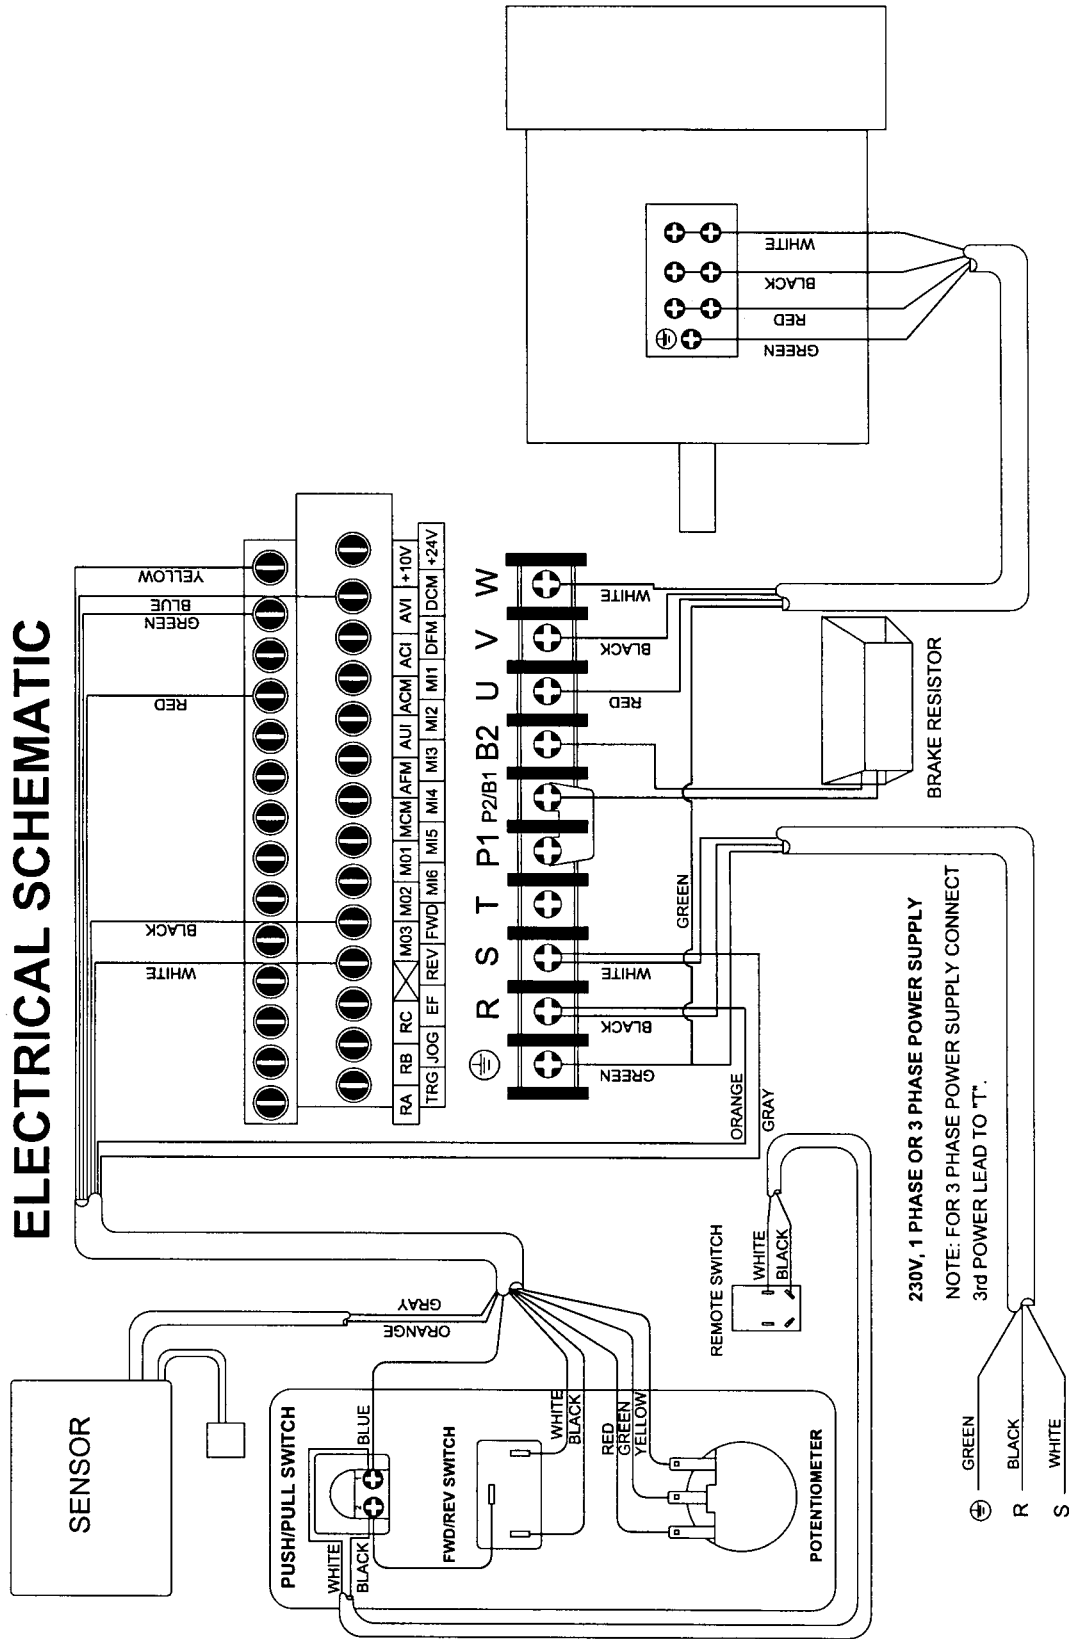 ELECTRICAL SCHEMATIC
SENSOR
GRAY
ORANGE
PUSH/PULL SWITCH
BLUE
2
WHITE
BLACK
FWD/REV SWITCH
WHITE
BLACK
RED
GREEN
YELLOW
POTENTIOMETER
WHITE
BLACK
RED
GREEN
BLUE
YELLOW
RA RB RC M03 M02 M01 MCM AFM AUI ACM ACI AVI +10V
TRG JOG EF REV FWD MI6 MI5 MI4 MI3 MI2 MI1 DFM DCM +24V
R S T P1 P2/B1 B2 U V W
GREEN
BLACK
WHITE
RED
BLACK
WHITE
GREEN
ORANGE
GRAY
REMOTE SWITCH
WHITE
BLACK
BRAKE RESISTOR
WHITE
BLACK
RED
GREEN
230V, 1 PHASE OR 3 PHASE POWER SUPPLY
NOTE: FOR 3 PHASE POWER SUPPLY CONNECT
3rd POWER LEAD TO "T".
GREEN
R BLACK
S WHITE